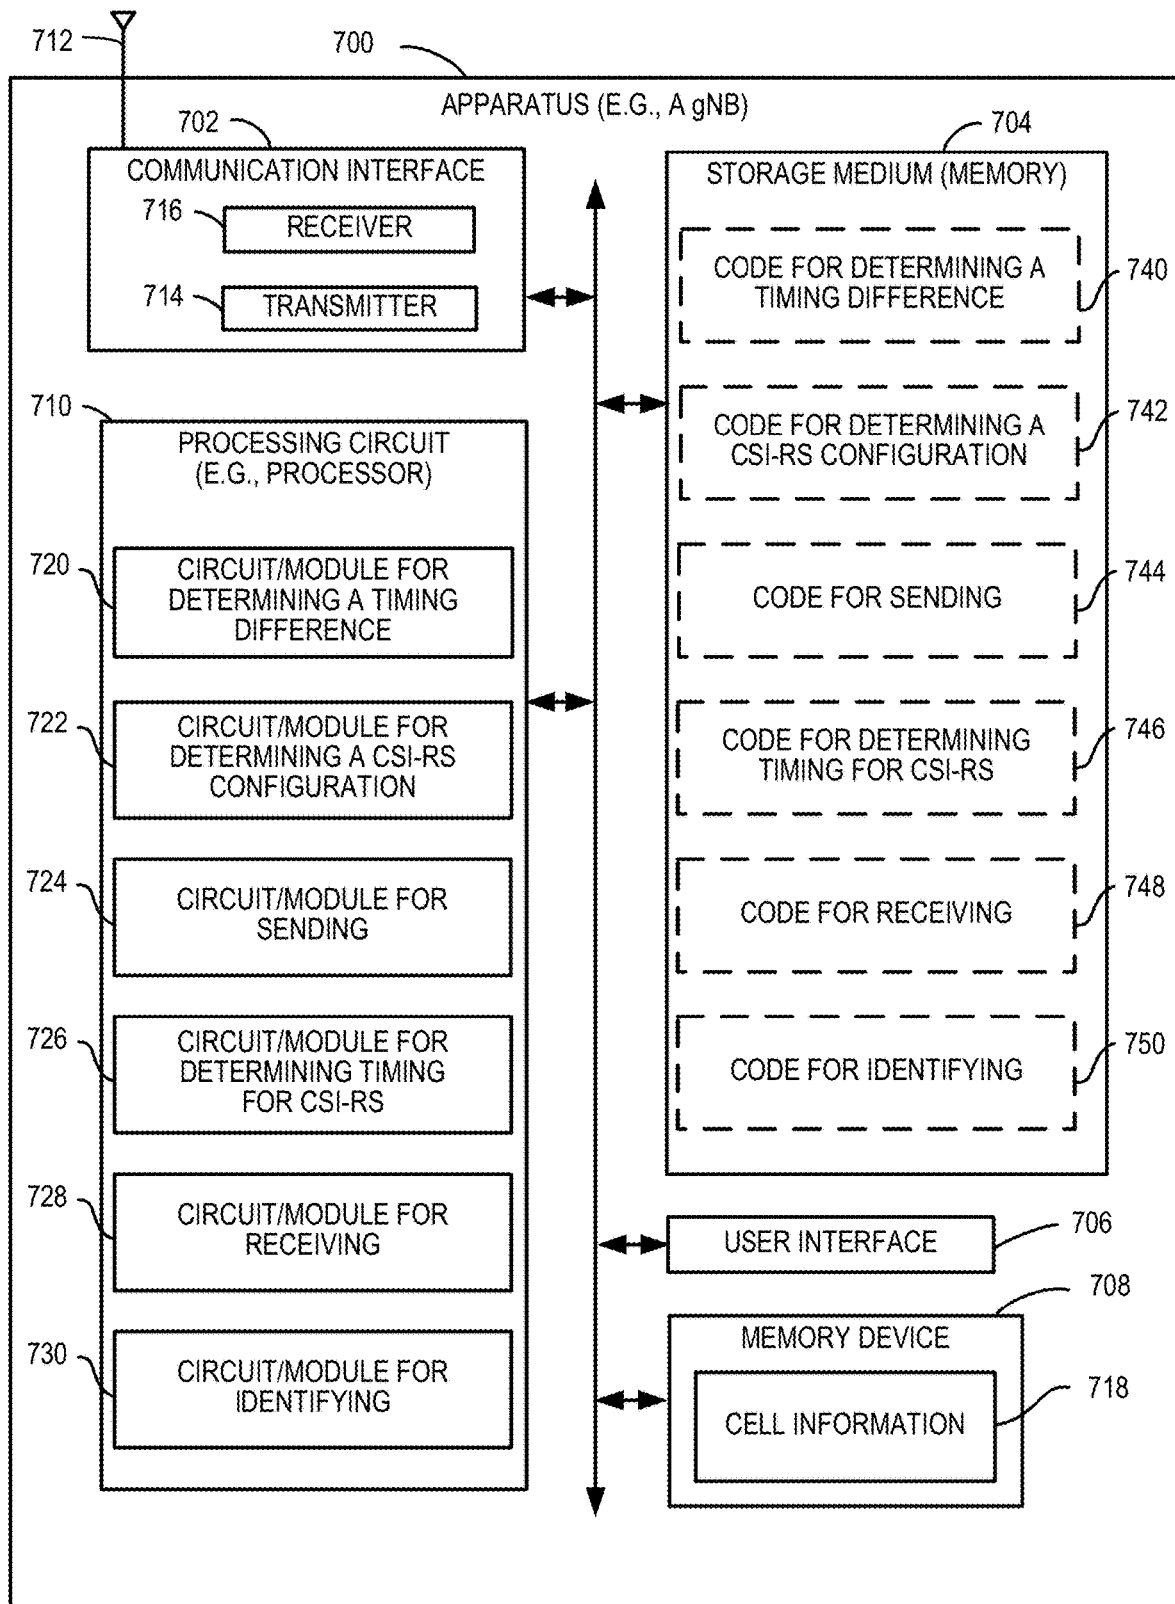 712
700
APPARATUS (E.G., A gNB)
702
COMMUNICATION INTERFACE
716
RECEIVER
714
TRANSMITTER
710
PROCESSING CIRCUIT
(E.G., PROCESSOR)
720
CIRCUIT/MODULE FOR
DETERMINING A TIMING
DIFFERENCE
722
CIRCUIT/MODULE FOR
DETERMINING A CSI-RS
CONFIGURATION
724
CIRCUIT/MODULE FOR
SENDING
726
CIRCUIT/MODULE FOR
DETERMINING TIMING
FOR CSI-RS
728
CIRCUIT/MODULE FOR
RECEIVING
730
CIRCUIT/MODULE FOR
IDENTIFYING
704
STORAGE MEDIUM (MEMORY)
CODE FOR DETERMINING A
TIMING DIFFERENCE
740
CODE FOR DETERMINING A
CSI-RS CONFIGURATION
742
CODE FOR SENDING
744
CODE FOR DETERMINING
TIMING FOR CSI-RS
746
CODE FOR RECEIVING
748
CODE FOR IDENTIFYING
750
USER INTERFACE
706
708
MEMORY DEVICE
CELL INFORMATION
718